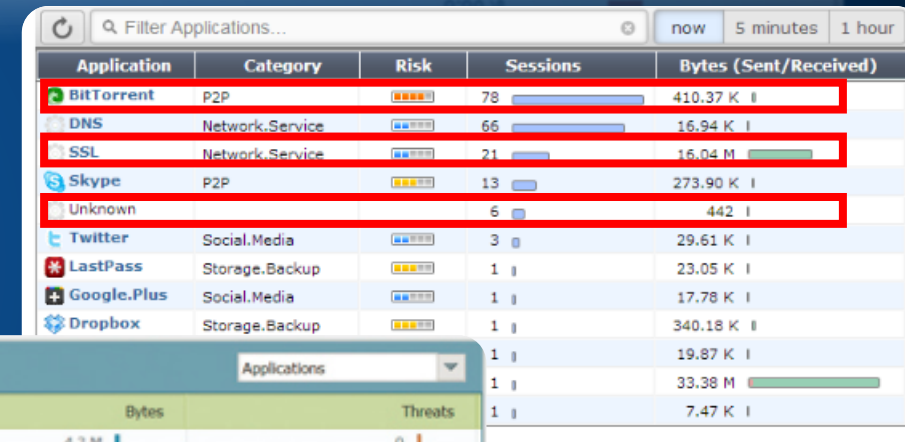 Filter Applications... now 5 minutes 1 hour
Application Category Risk Sessions Bytes (Sent/Received)
BitTorrent P2P 78 410.37 K
DNS Network.Service 66 16.94 K
SSL Network.Service 21 16.04 M
Skype P2P 13 273.90 K
Unknown 6 442
Twitter Social.Media 3 29.61 K
LastPass Storage.Backup 1 23.05 K
Google.Plus Social.Media 1 17.78 K
Dropbox Storage.Backup 1 340.18 K
1 19.87 K
1 33.38 M
1 7.47 K
Applications
Bytes Threats